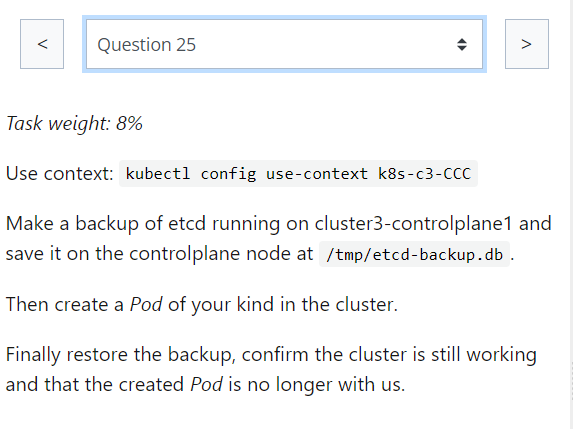 < Question 25 >
Task weight: 8%
Use context: kubectl config use-context k8s-c3-CCC
Make a backup of etcd running on cluster3-controlplane1 and
save it on the controlplane node at /tmp/etcd-backup.db .
Then create a Pod of your kind in the cluster.
Finally restore the backup, confirm the cluster is still working
and that the created Pod is no longer with us.